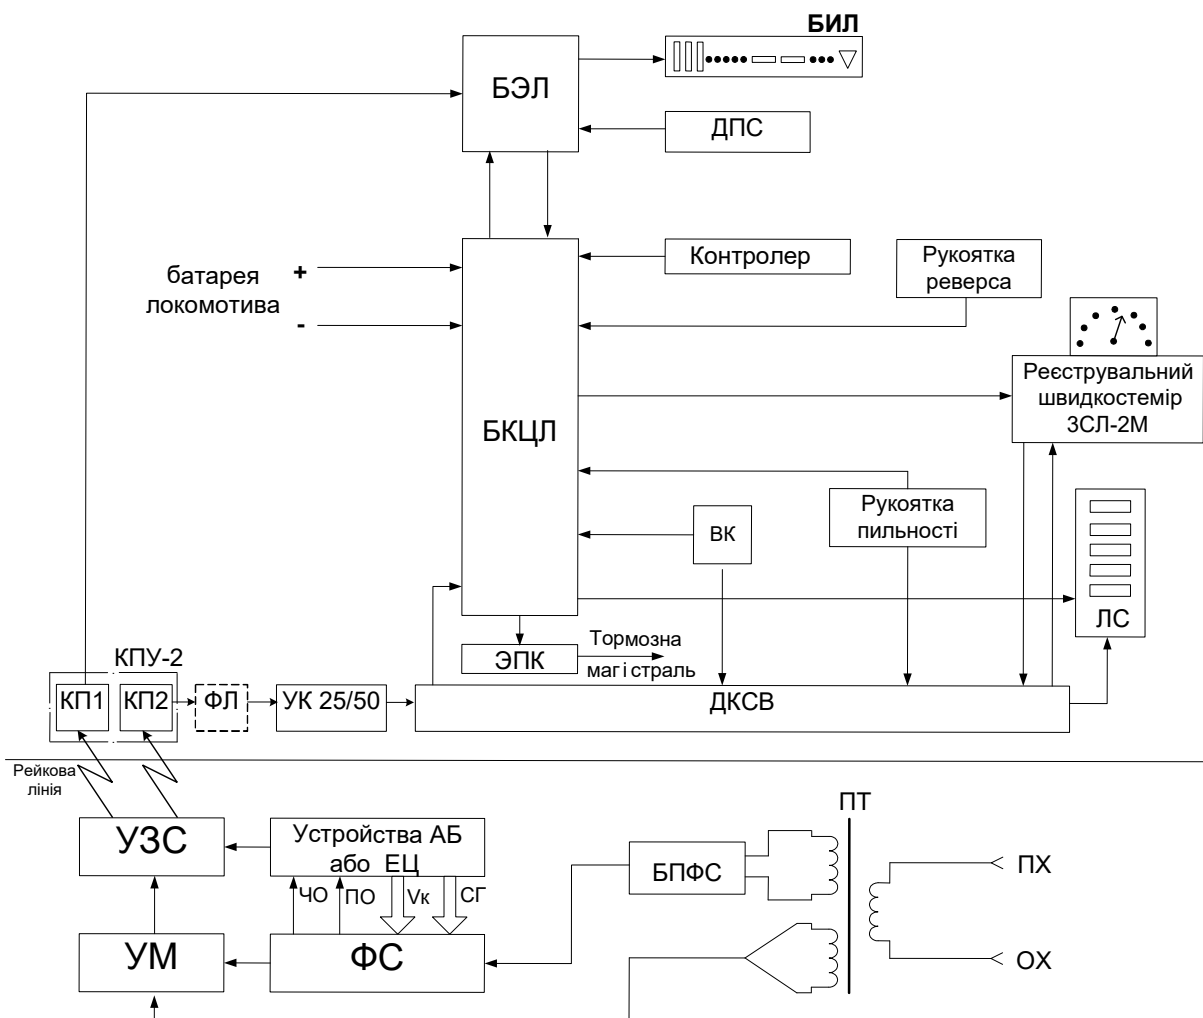 БИЛ
БЭЛ
ДПС
батарея
локомотива
+
-
Контролер
Рукоятка
реверса
БКЦЛ
Реєструвальний
швидкостемір
3СЛ-2М
ВК
Рукоятка
пильності
ЛС
ЭПК
Тормозна
магі страль
КПУ-2
КП1
КП2
ФЛ
УК 25/50
ДКСВ
Рейкова
лінія
УЗС
Устройства АБ
або ЕЦ
ЧО
ПО
Vк
СГ
УМ
ФС
БПФС
ПТ
ПХ
ОХ